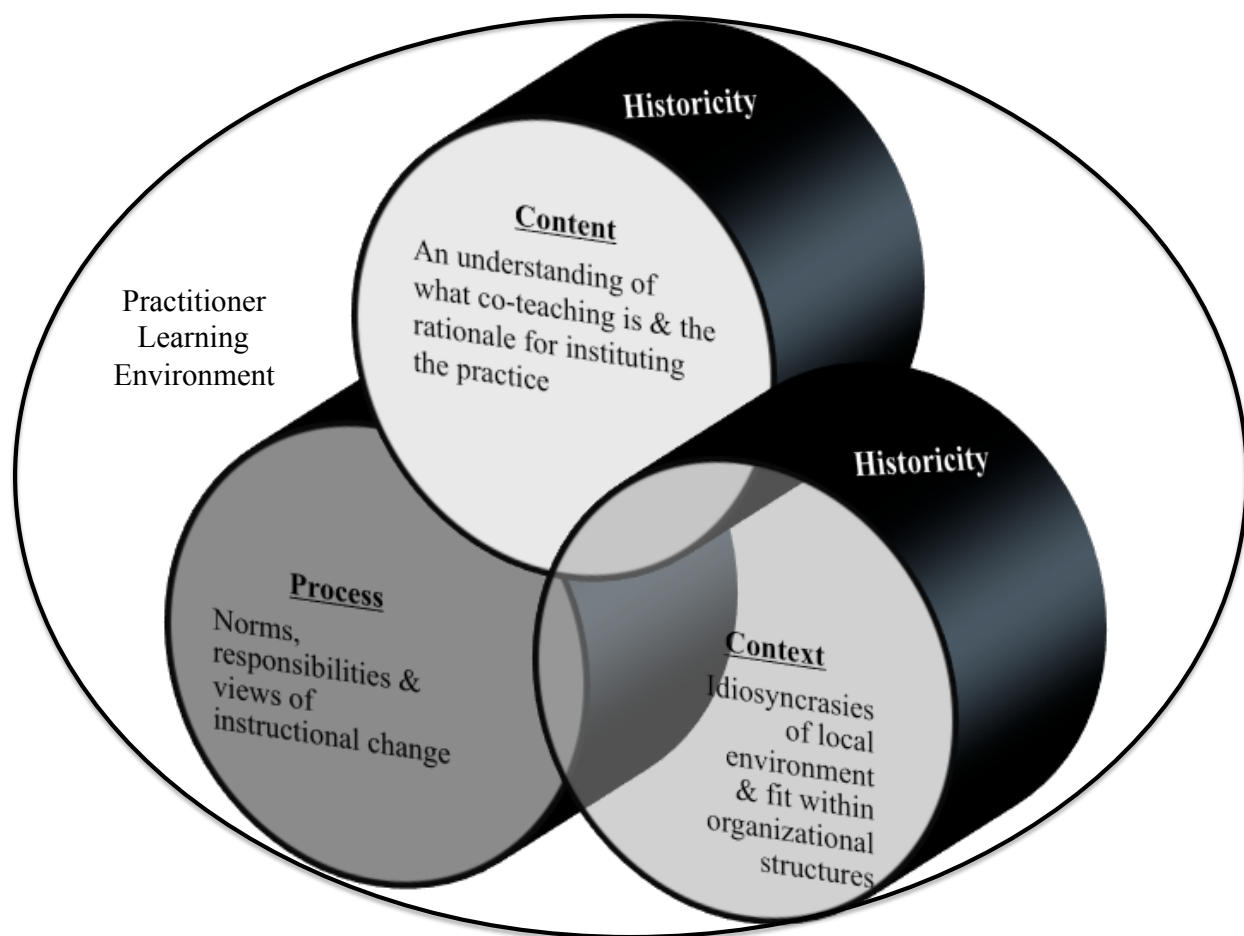 Historicity
Content
An understanding of
what co-teaching is & the
rationale for instituting
the practice
Practitioner
Learning
Environment
Historicity
Process
Norms,
responsibilities &
views of
instructional change
Context
Idiosyncrasies
of local
environment
& fit within
organizational
structures